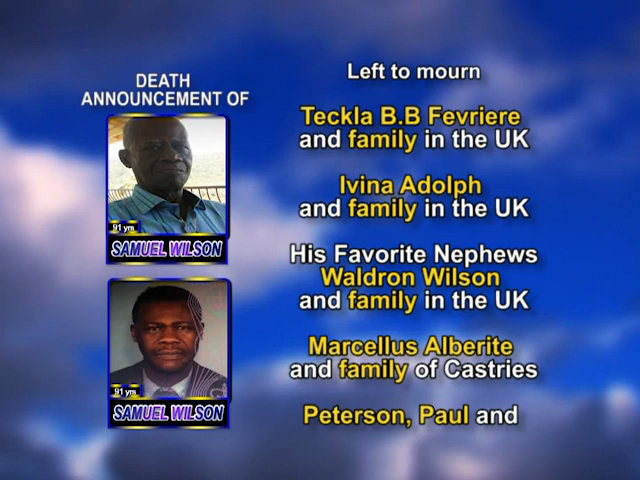 DEATH
ANNOUNCEMENT OF
91 yrs
SAMUEL WILSON
91 yrs
SAMUEL WILSON
Left to mourn
Teckla B.B Fevriere
and family in the UK
Ivina Adolph
and family in the UK
His Favorite Nephews
Waldron Wilson
and family in the UK
Marcellus Alberite
and family of Castries
Peterson, Paul and